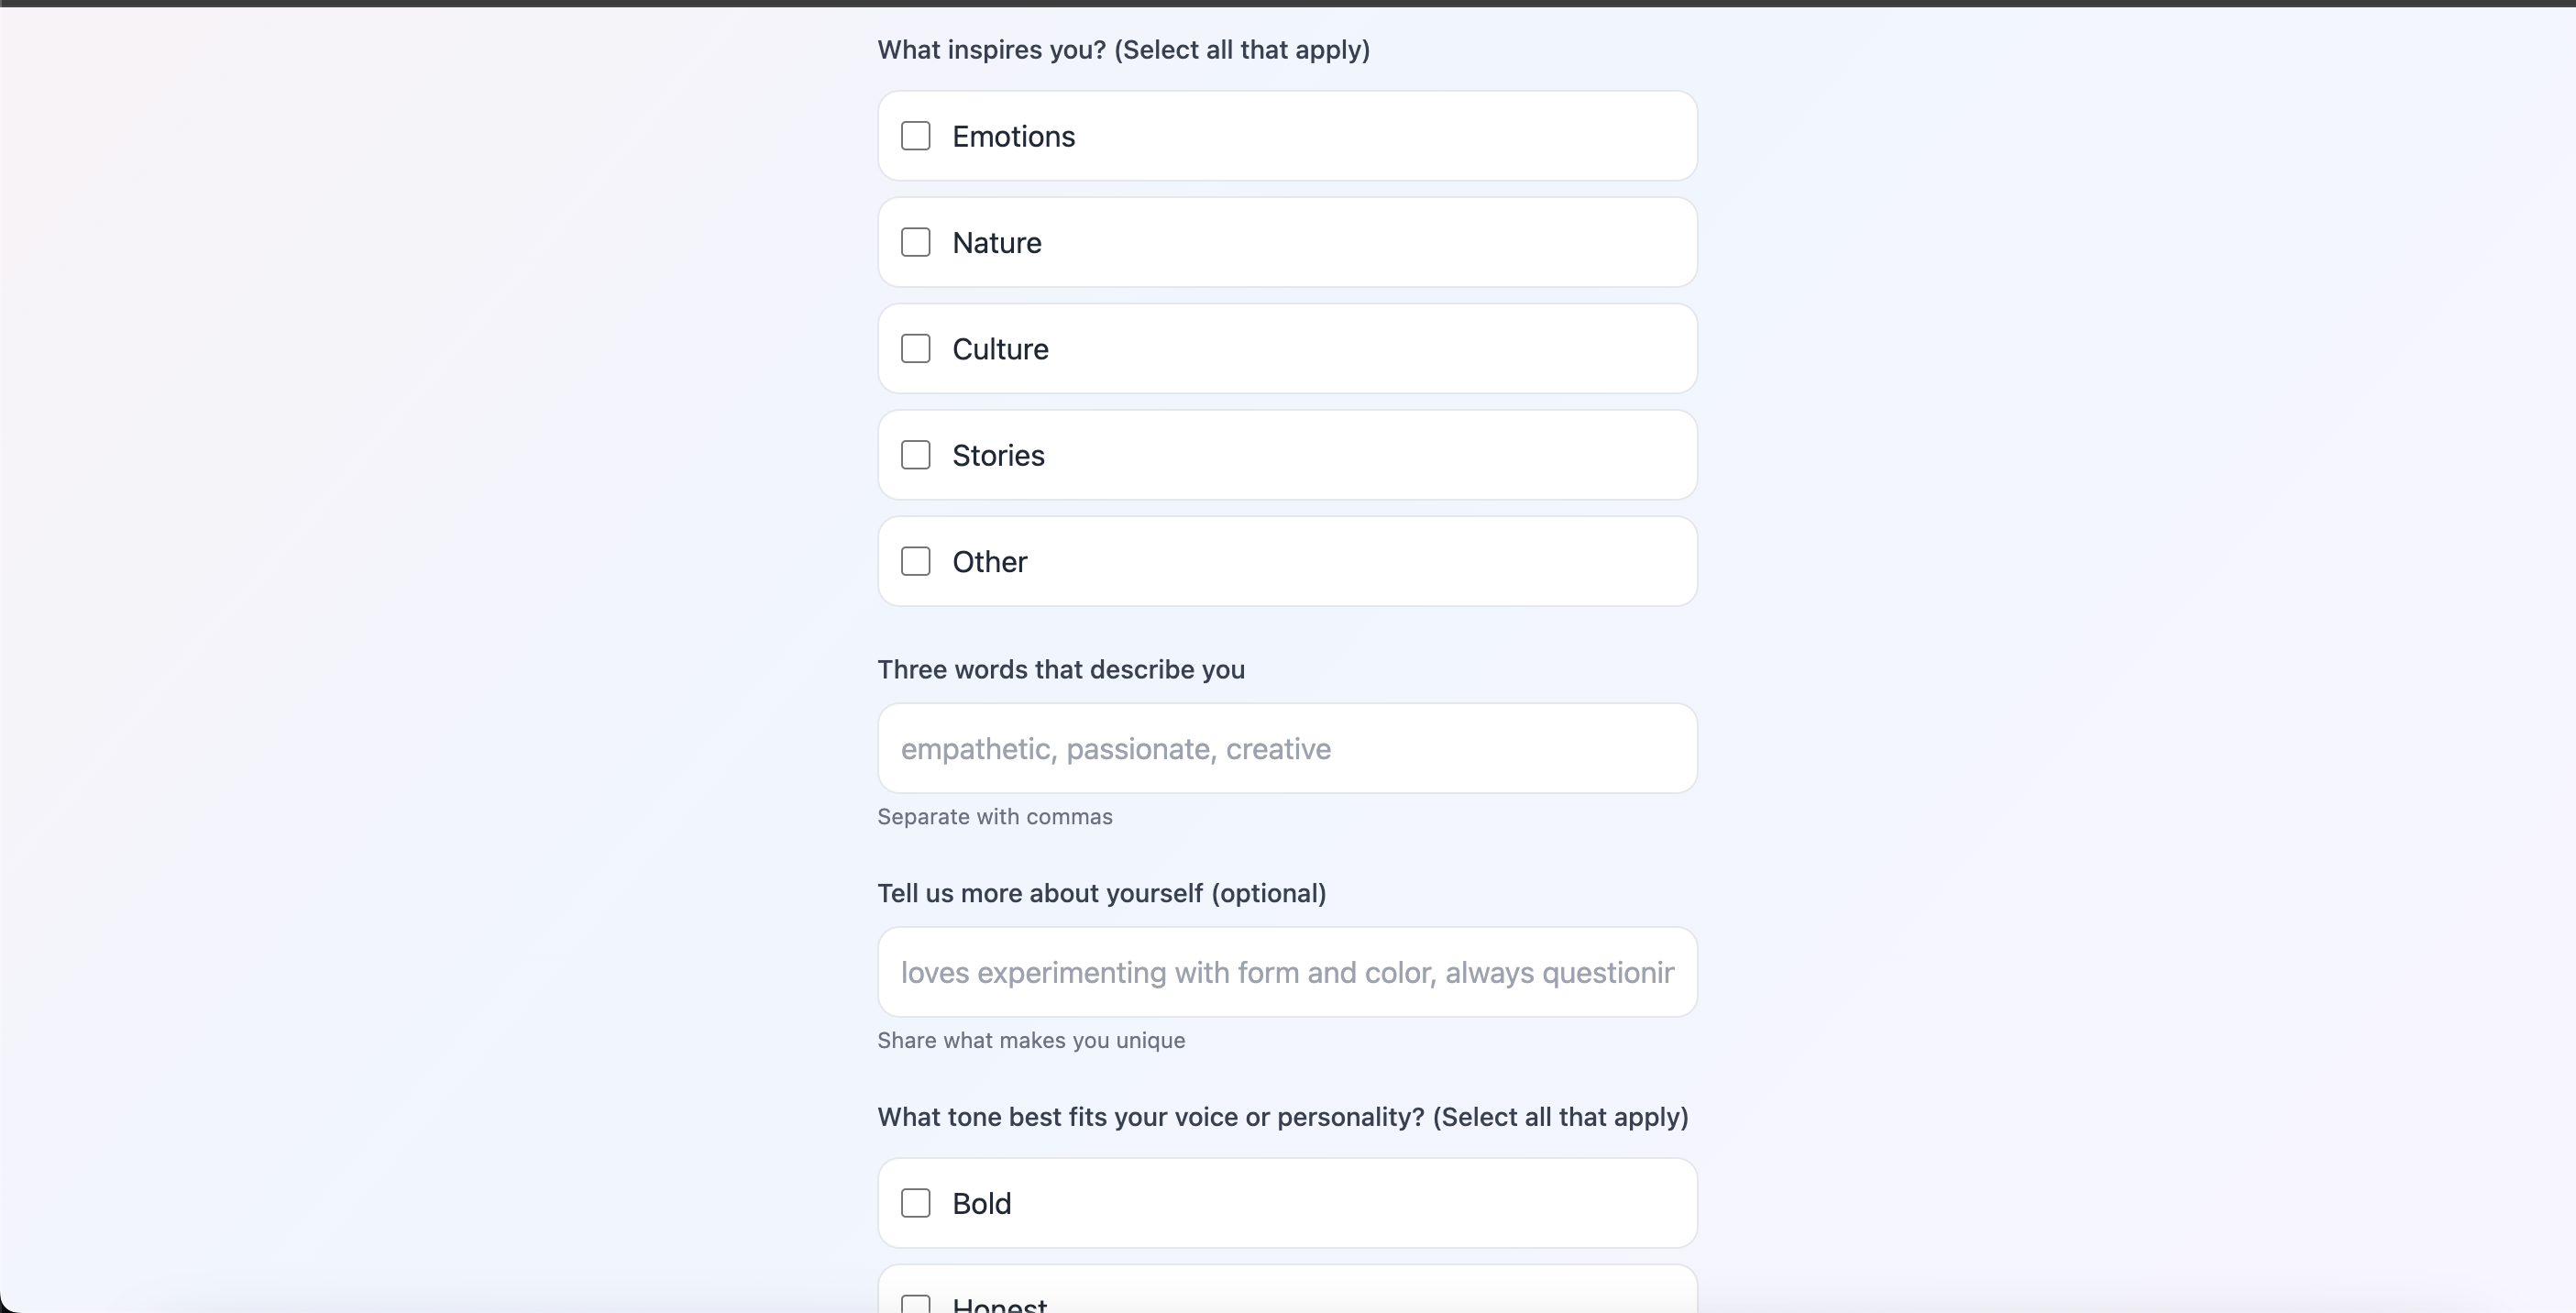 What inspires you? (Select all that apply)
Emotions
Nature
Culture
Stories
Other
Three words that describe you
empathetic, passionate, creative
Separate with commas
Tell us more about yourself (optional)
loves experimenting with form and color, always
Share what makes you unique
What tone best fits your voice or personality? (Select all that apply)
Bold
Honest